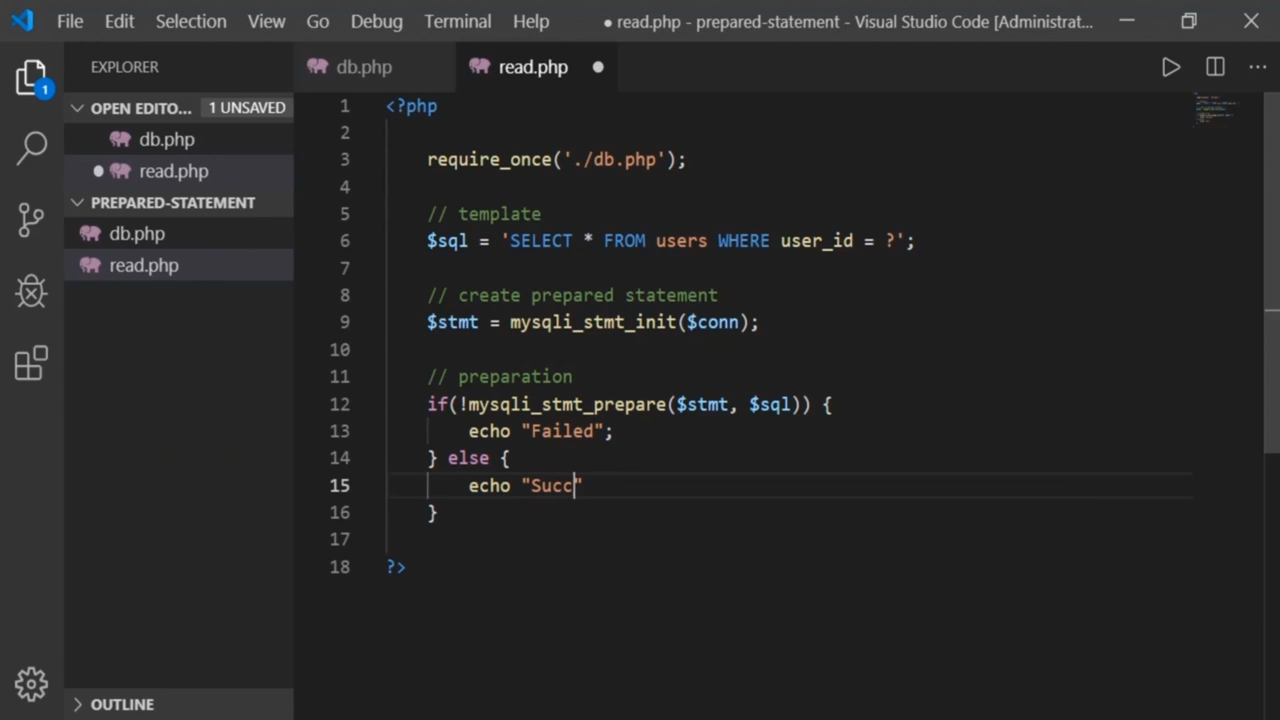 File Edit Selection View Go Debug Terminal Help ● read.php - prepared-statement - Visual Studio Code [Administrat...
EXPLORER
1
OPEN EDITO... 1 UNSAVED
db.php
read.php
PREPARED-STATEMENT
db.php
read.php
OUTLINE
db.php read.php
1 <?php
2
3 require_once('./db.php');
4
5 // template
6 $sql = 'SELECT * FROM users WHERE user_id = ?';
7
8 // create prepared statement
9 $stmt = mysqli_stmt_init($conn);
10
11 // preparation
12 if(!mysqli_stmt_prepare($stmt, $sql)) {
13 echo "Failed";
14 } else {
15 echo "Succ"
16 }
17
18 ?>